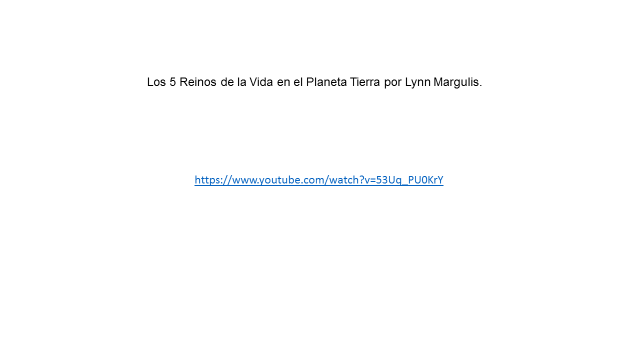 Los 5 Reinos de la Vida en el Planeta Tierra por Lynn Margulis.
https://www.youtube.com/watch?v=53Uq_PU0KrY